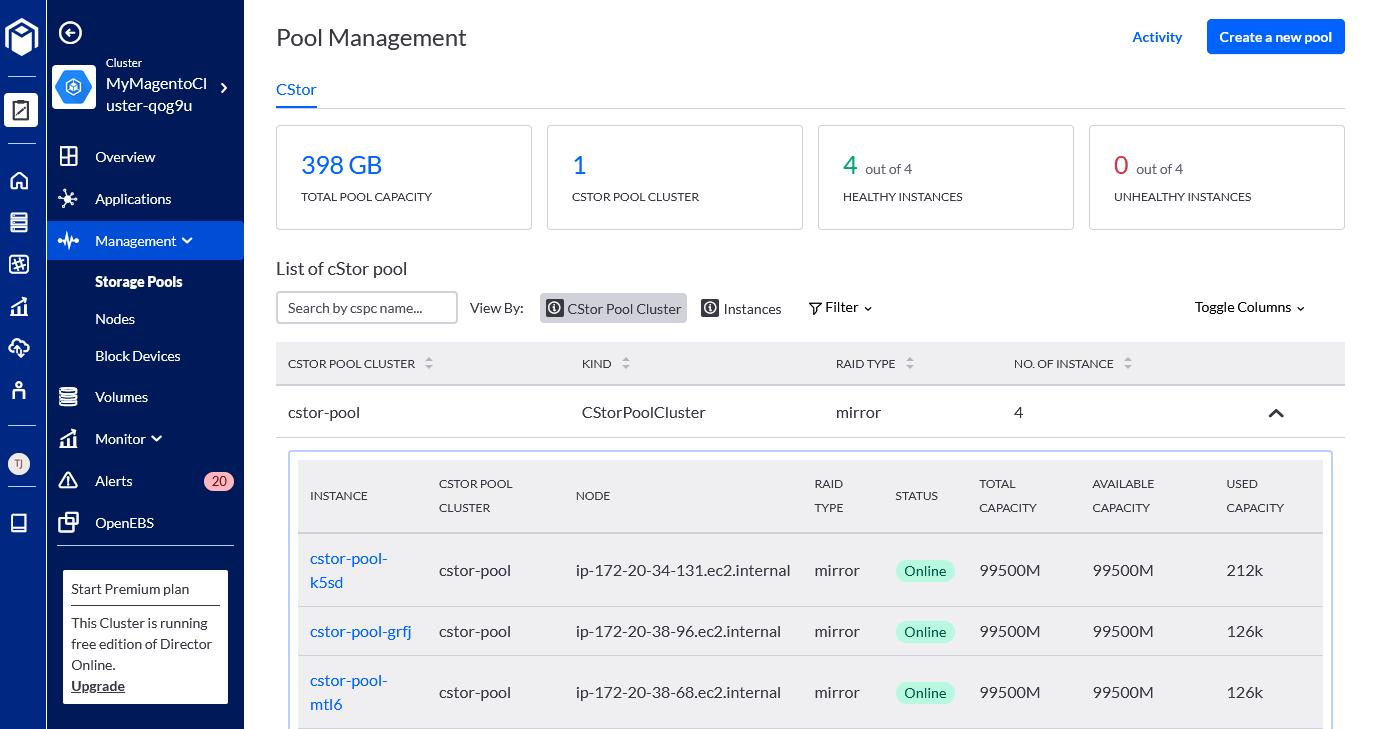 Cluster
MyMagentoCl
uster-qog9u
Overview
Applications
Management
Storage Pools
Nodes
Block Devices
Volumes
Monitor
Alerts 20
OpenEBS
TJ
Start Premium plan
This Cluster is running
free edition of Director
Online.
Upgrade
Pool Management
Activity Create a new pool
CStor
398 GB
TOTAL POOL CAPACITY
1
CSTOR POOL CLUSTER
4 out of 4
HEALTHY INSTANCES
0 out of 4
UNHEALTHY INSTANCES
List of cStor pool
Search by cspc name... View By: CStor Pool Cluster Instances Filter Toggle Columns
CSTOR POOL CLUSTER KIND RAID TYPE NO. OF INSTANCE
cstor-pool CStorPoolCluster mirror 4
INSTANCE CSTOR POOL CLUSTER NODE RAID TYPE STATUS TOTAL CAPACITY AVAILABLE CAPACITY USED CAPACITY
cstor-pool-k5sd cstor-pool ip-172-20-34-131.ec2.internal mirror Online 99500M 99500M 212k
cstor-pool-grfj cstor-pool ip-172-20-38-96.ec2.internal mirror Online 99500M 99500M 126k
cstor-pool-mtl6 cstor-pool ip-172-20-38-68.ec2.internal mirror Online 99500M 99500M 126k